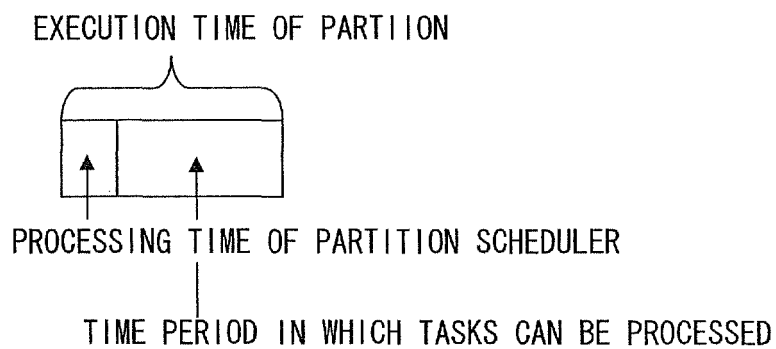 EXECUTION TIME OF PARTIION
PROCESSING TIME OF PARTITION SCHEDULER
TIME PERIOD IN WHICH TASKS CAN BE PROCESSED